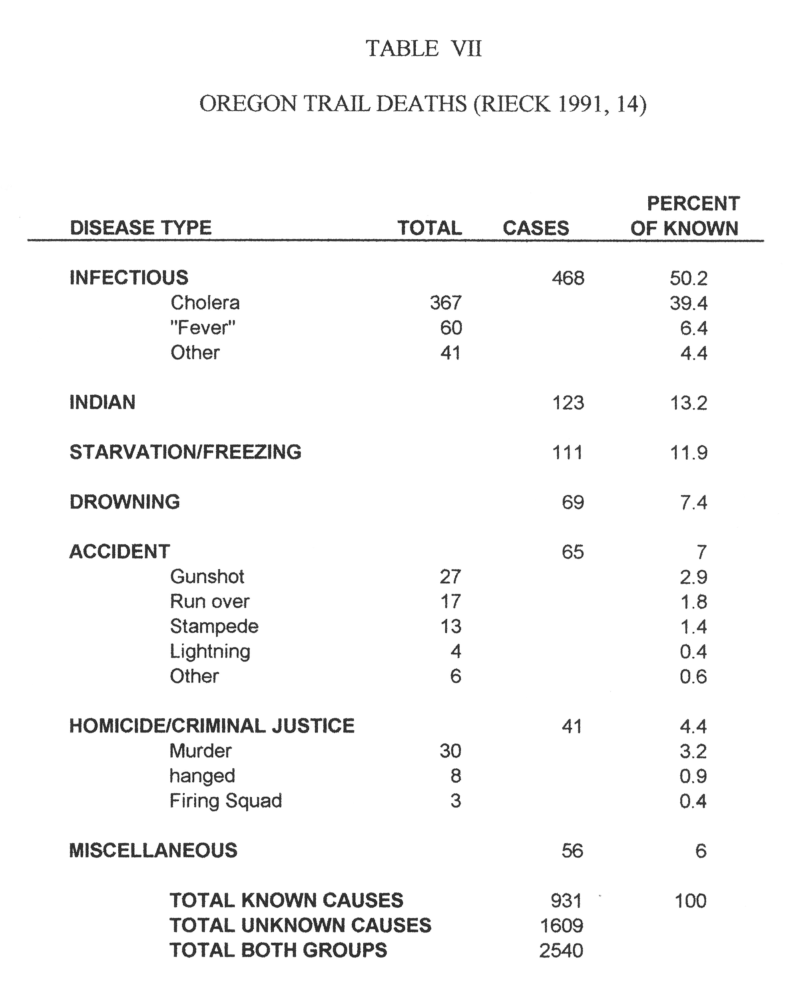 TABLE VII
OREGON TRAIL DEATHS (RIECK 1991, 14)
PERCENT
DISEASE TYPE TOTAL CASES OF KNOWN
INFECTIOUS 468 50.2
Cholera 367 39.4
"Fever" 60 6.4
Other 41 4.4
INDIAN 123 13.2
STARVATION/FREEZING 111 11.9
DROWNING 69 7.4
ACCIDENT 65 7
Gunshot 27 2.9
Run over 17 1.8
Stampede 13 1.4
Lightning 4 0.4
Other 6 0.6
HOMICIDE/CRIMINAL JUSTICE 41 4.4
Murder 30 3.2
hanged 8 0.9
Firing Squad 3 0.4
MISCELLANEOUS 56 6
TOTAL KNOWN CAUSES 931 100
TOTAL UNKNOWN CAUSES 1609
TOTAL BOTH GROUPS 2540